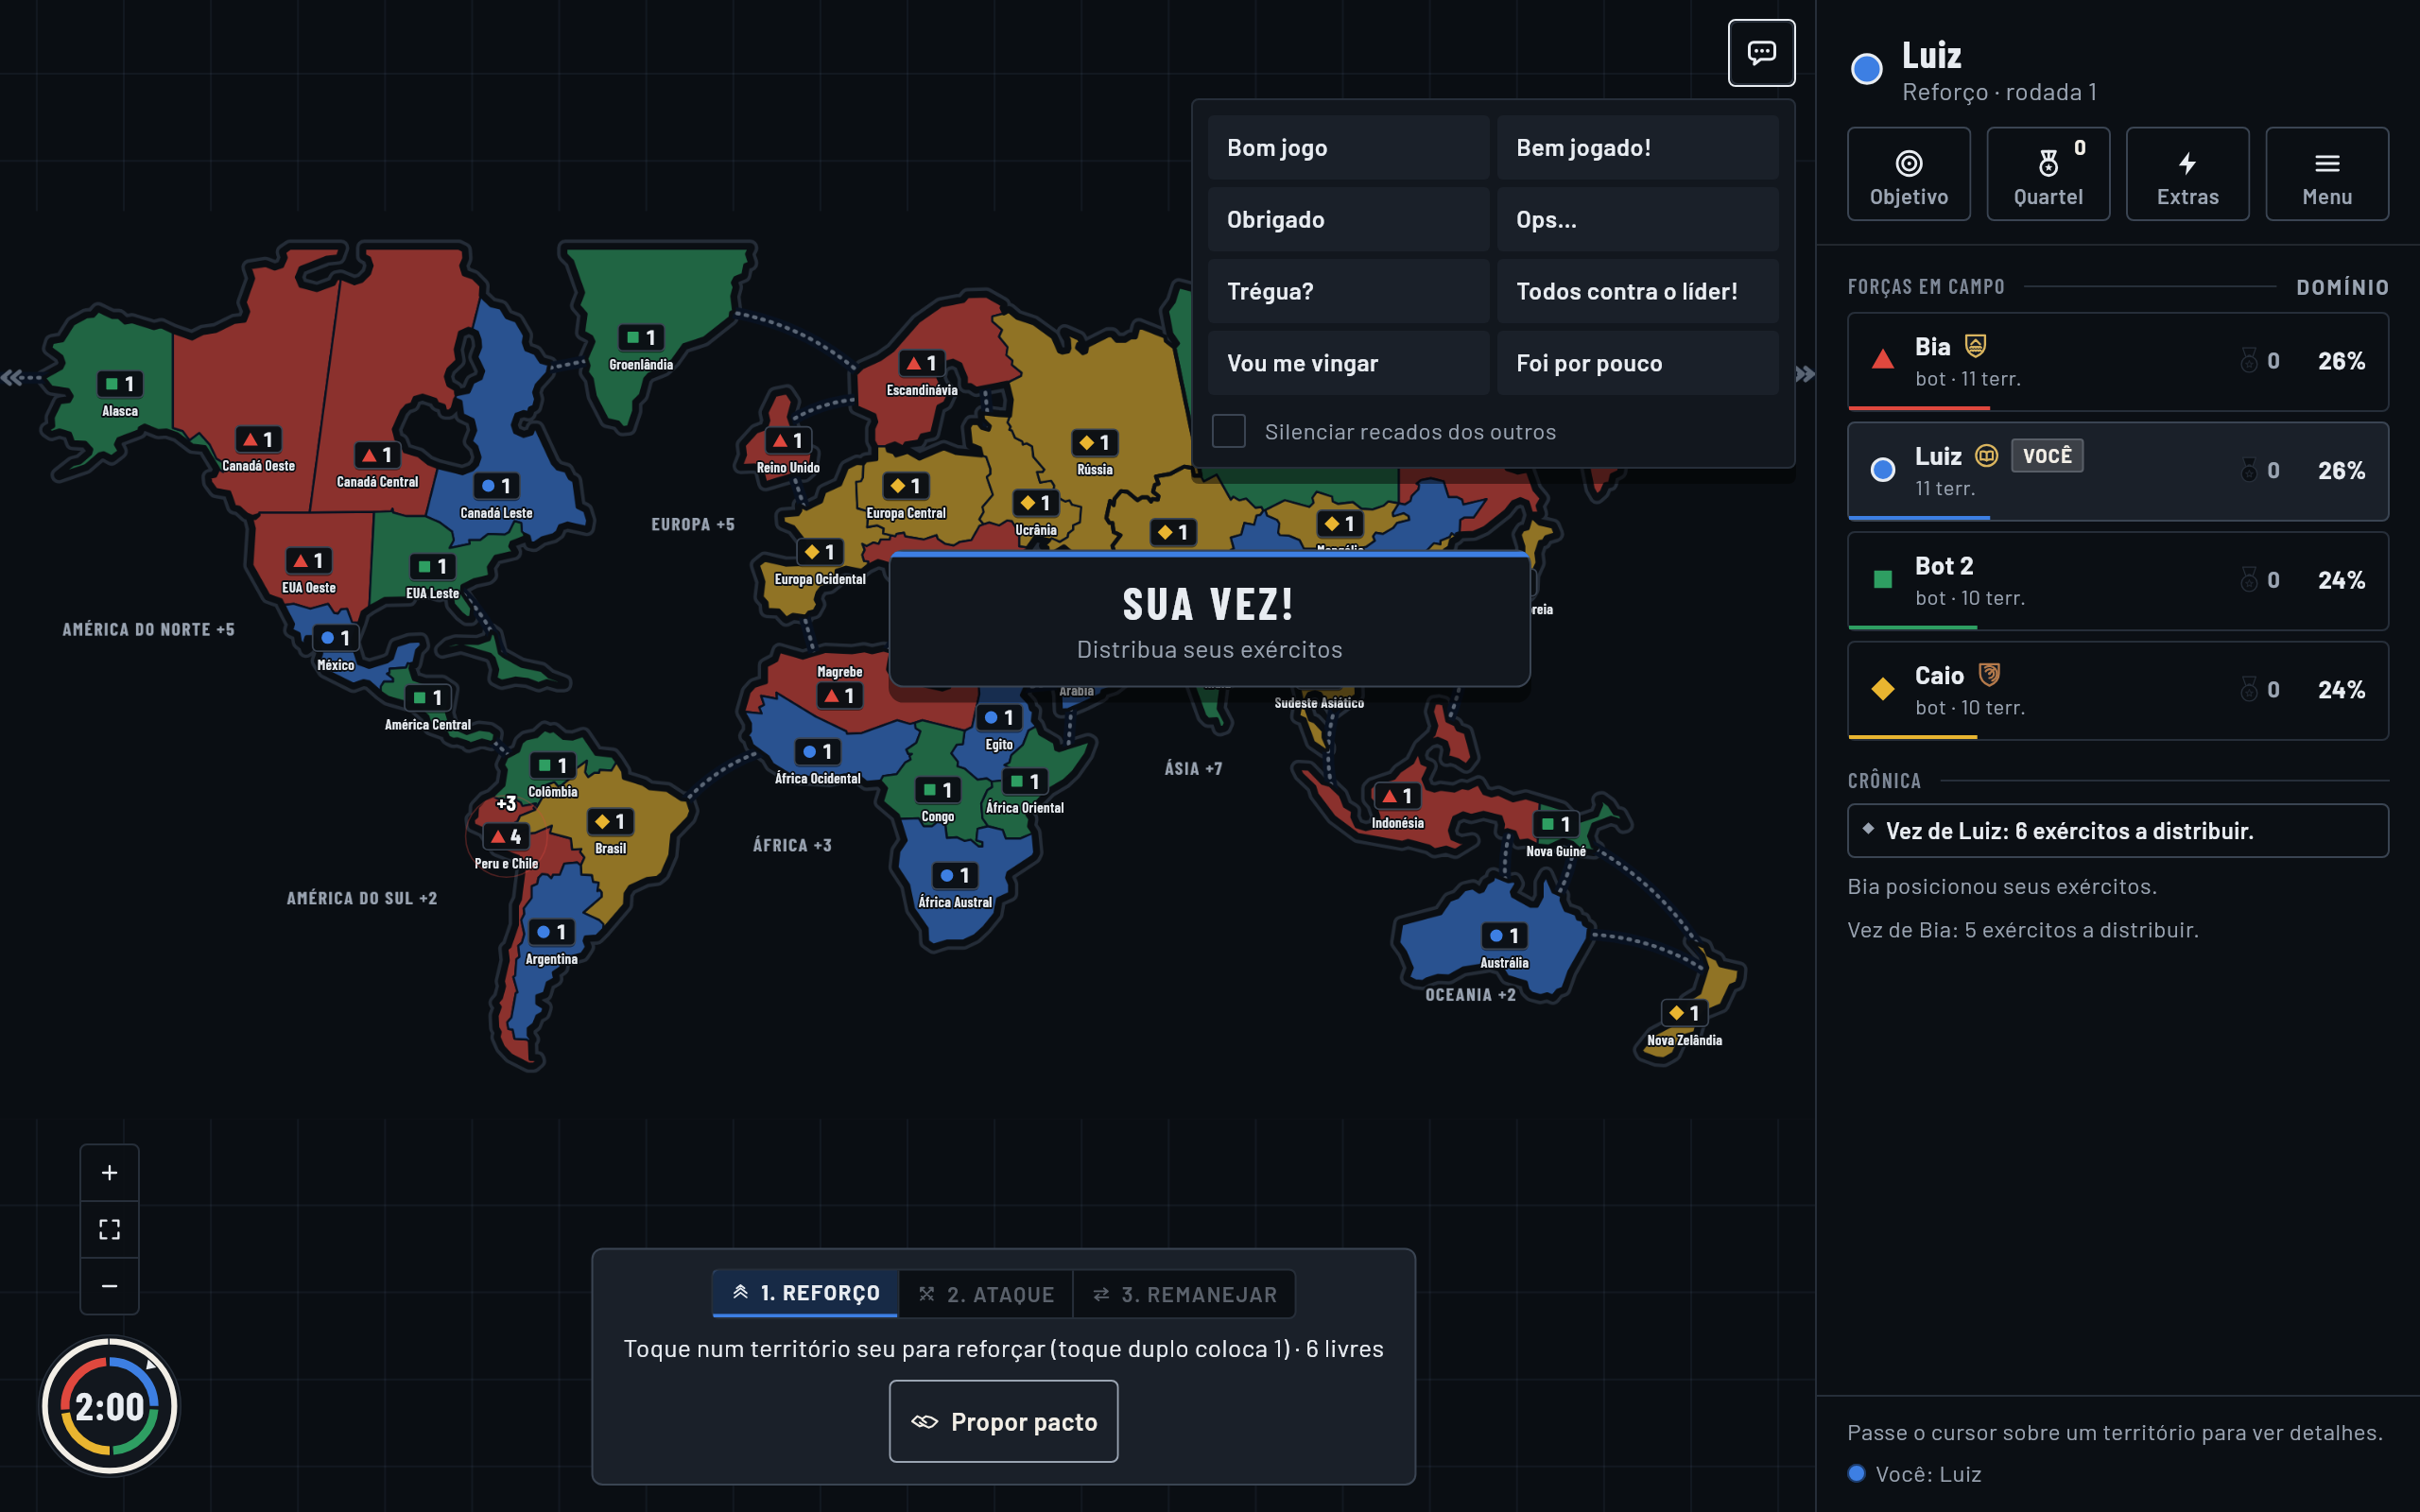 Luiz
Reforço · rodada 1
Objetivo
0
Quartel
Extras
Menu
Bom jogo
Bem jogado!
Obrigado
Ops...
Trégua?
Todos contra o líder!
Vou me vingar
Foi por pouco
Silenciar recados dos outros
FORÇAS EM CAMPO
DOMÍNIO
Bia
bot · 11 terr.
0
26%
Luiz
VOCÊ
11 terr.
0
26%
Bot 2
bot · 10 terr.
0
24%
Caio
bot · 10 terr.
0
24%
CRÔNICA
Vez de Luiz: 6 exércitos a distribuir.
Bia posicionou seus exércitos.
Vez de Bia: 5 exércitos a distribuir.
Passe o cursor sobre um território para ver detalhes.
Você: Luiz
1
Alasca
1
Canadá Oeste
1
Canadá Central
1
Canadá Leste
1
Groenlândia
1
EUA Oeste
1
EUA Leste
1
México
1
América Central
AMÉRICA DO NORTE +5
1
Escandinávia
1
Reino Unido
1
Rússia
1
Europa Central
1
Ucrânia
1
Europa Ocidental
EUROPA +5
1
1
SUA VEZ!
Distribua seus exércitos
Magrebe
1
1
Egito
1
África Ocidental
1
Congo
1
África Oriental
1
África Austral
ÁFRICA +3
Arábia
Sudeste Asiático
ÁSIA +7
1
Colômbia
+3
4
Peru e Chile
1
Brasil
1
Argentina
AMÉRICA DO SUL +2
1
Indonésia
1
Nova Guiné
1
Austrália
OCEANIA +2
1
Nova Zelândia
+
−
2:00
1. REFORÇO
2. ATAQUE
3. REMANEJAR
Toque num território seu para reforçar (toque duplo coloca 1) · 6 livres
Propor pacto